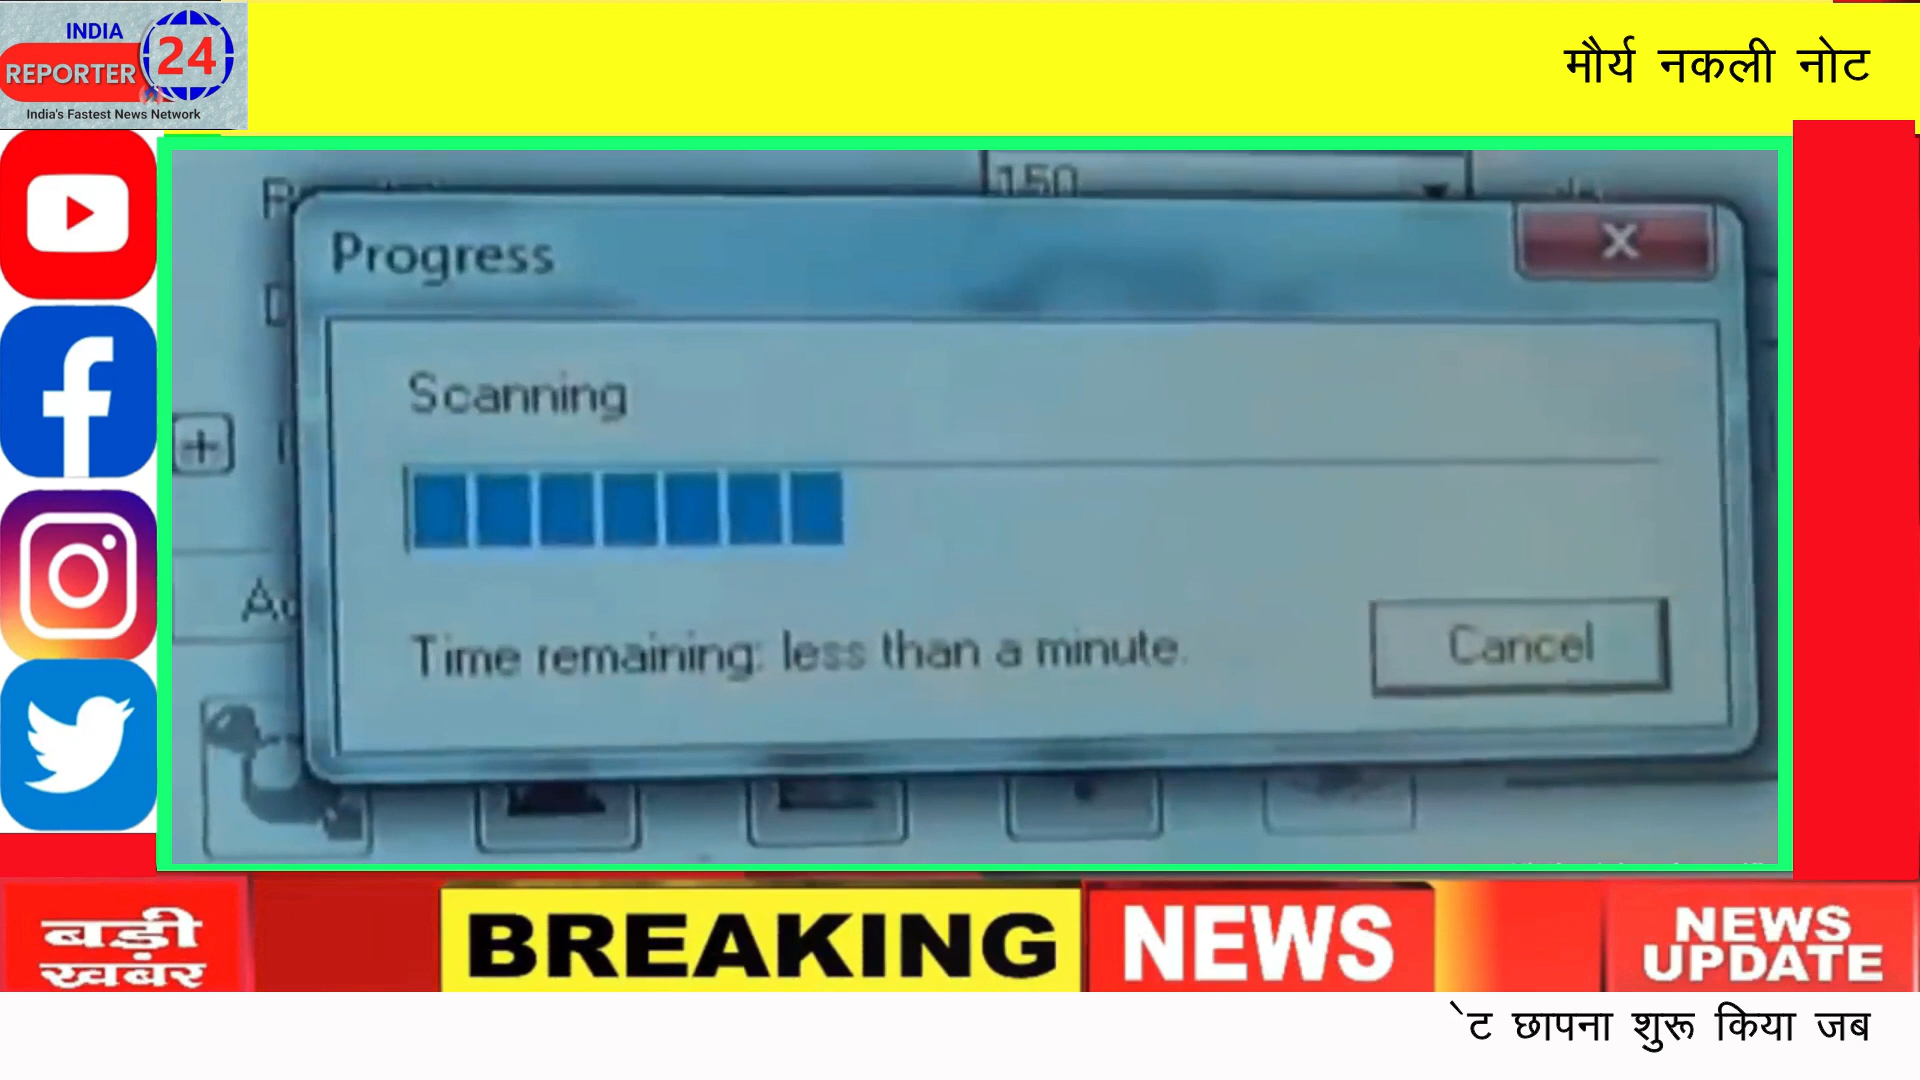 INDIA
REPORTER 24
India's Fastest News Network
मौर्य नकली नोट
150
Progress
X
Scanning
Time remaining: less than a minute.
Cancel
बड़ी
खबर
BREAKING NEWS
NEWS
UPDATE
ेट छापना शुरू किया जब